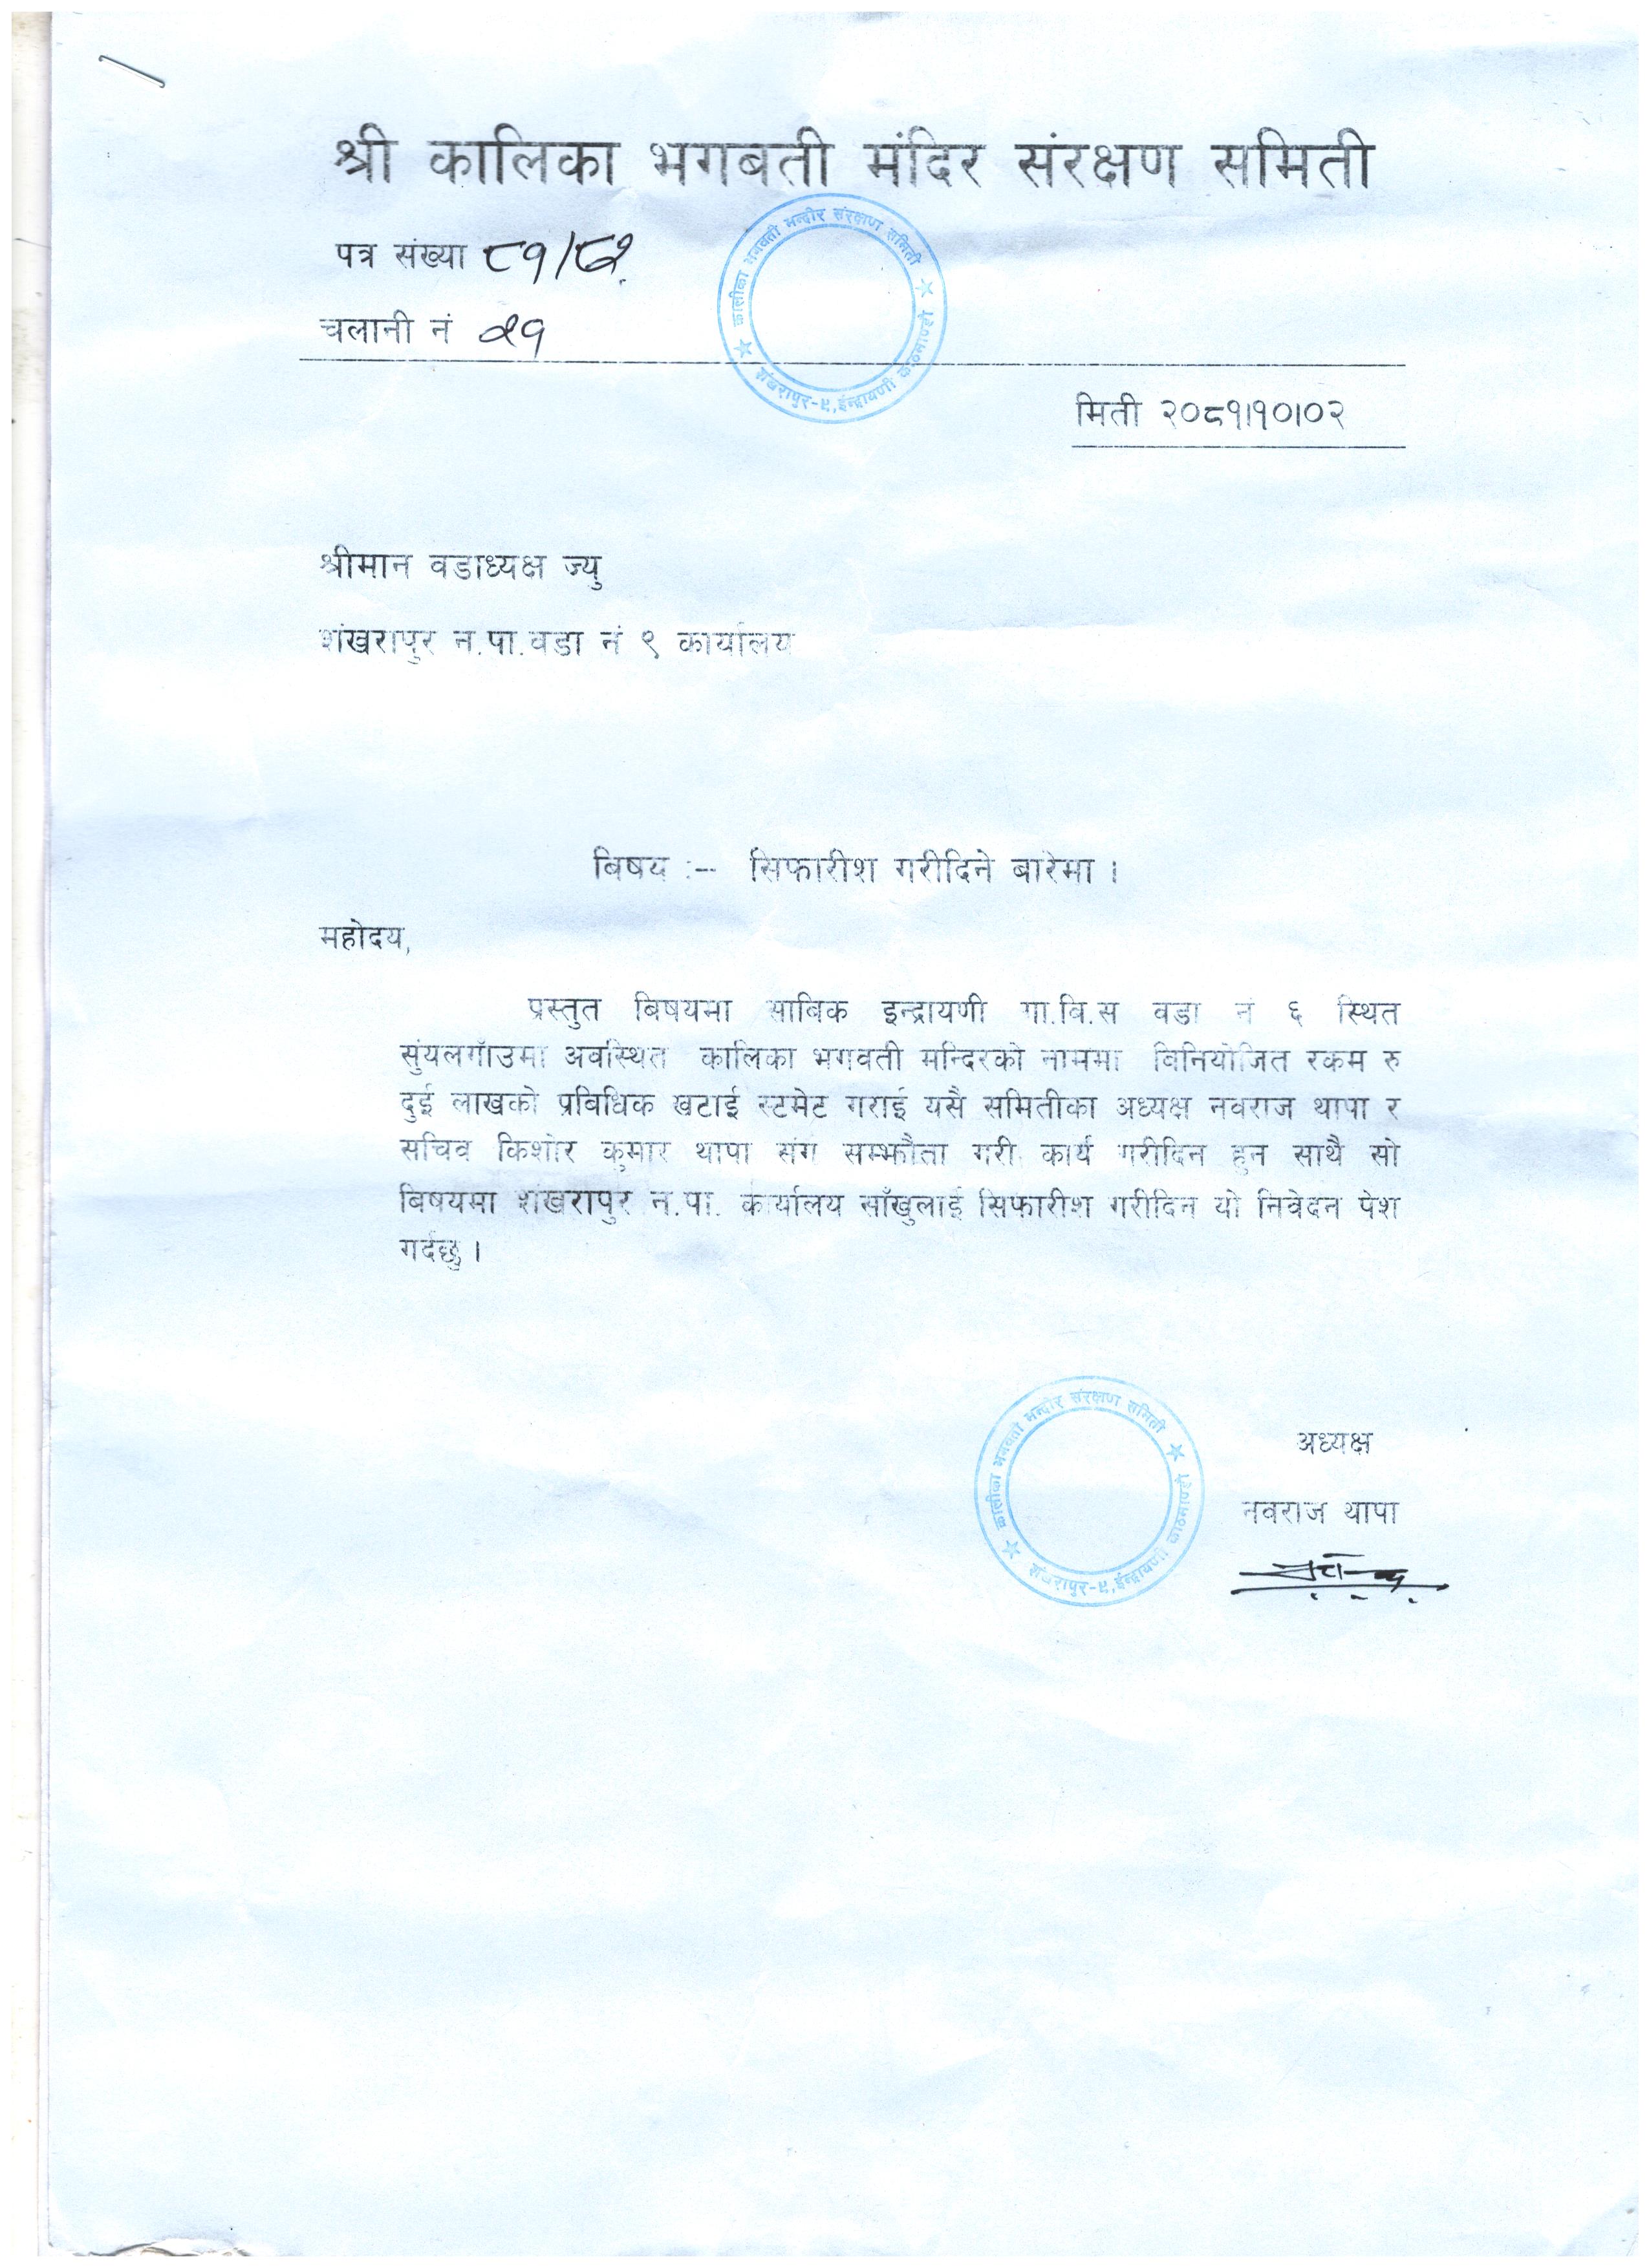 श्री कालिका भगबती मंदिर संरक्षण समिती
कालीका भगवती मन्दीर संरक्षण समिती
शंखरापुर-९,ईन्द्रायणी काठमाण्डौ
पत्र संख्या ८१/८२
चलानी नं २१
मिती २०८१।१०।०२
श्रीमान वडाध्यक्ष ज्यु
शंखरापुर न.पा.वडा नं ९ कार्यालय
बिषय :-- सिफारीश गरीदिने बारेमा ।
महोदय,
प्रस्तुत बिषयमा साबिक इन्द्रायणी गा.वि.स वडा नं ६ स्थित
सुंयलगाँउमा अवस्थित कालिका भगवती मन्दिरको नाममा विनियोजित रकम रु
दुई लाखको प्रविधिक खटाई स्टमेट गराई यसै समितीका अध्यक्ष नवराज थापा र
सचिव किशोर कुमार थापा संग सम्झौता गरी कार्य गरीदिन हुन साथै सो
बिषयमा शंखरापुर न.पा. कार्यालय साँखुलाई सिफारीश गरीदिन यो निवेदन पेश
गर्दछु ।
कालीका भगवती मन्दीर संरक्षण समिती
शंखरापुर-९,ईन्द्रायणी काठमाण्डौ
अध्यक्ष
नवराज थापा